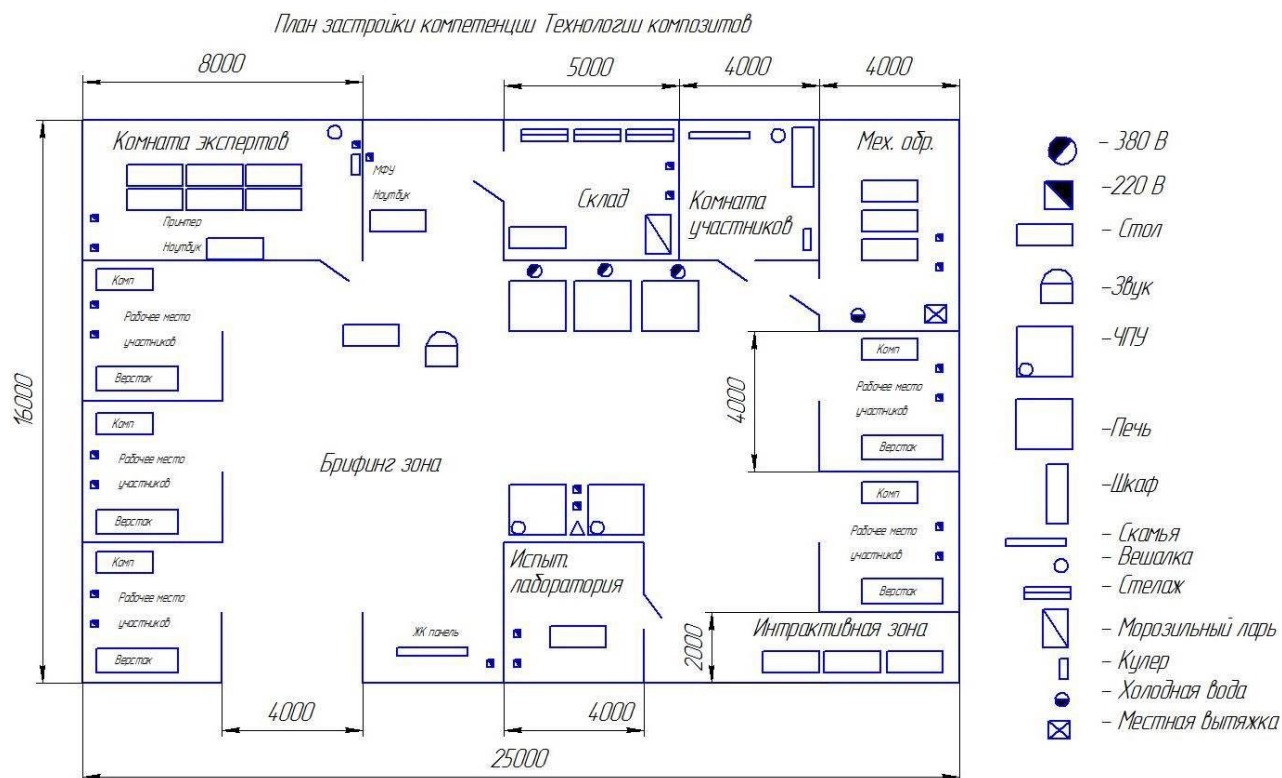 План застройки компетенции Технологии композитов
8000
5000
4000
4000
16000
Комната экспертов
Принтер
Ноутбук
МФУ
Ноутбук
Склад
Комната
участников
Мех. обр.
Комп
Рабочее место
участников
Верстак
Комп
Рабочее место
участников
Верстак
Комп
Рабочее место
участников
Верстак
Брифинг зона
4000
Комп
Рабочее место
участников
Верстак
Комп
Рабочее место
участников
Верстак
Испыт.
лаборатория
ЖК панель
2000
Интрактивная зона
4000
4000
25000
- 380 В
-220 В
- Стол
-Звук
-ЧПУ
-Печь
-Шкаф
- Скамья
- Вешалка
- Стелаж
- Морозильный ларь
- Кулер
- Холодная вода
- Местная вытяжка